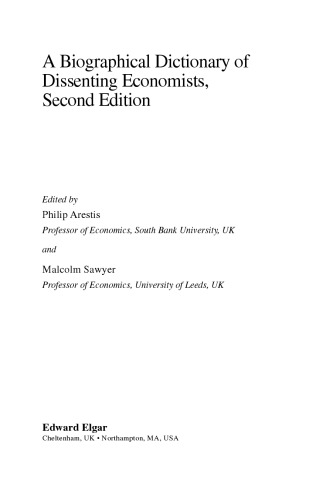 A Biographical Dictionary of
Dissenting Economists,
Second Edition
Edited by
Philip Arestis
Professor of Economics, South Bank University, UK
and
Malcolm Sawyer
Professor of Economics, University of Leeds, UK
Edward Elgar
Cheltenham, UK • Northampton, MA, USA